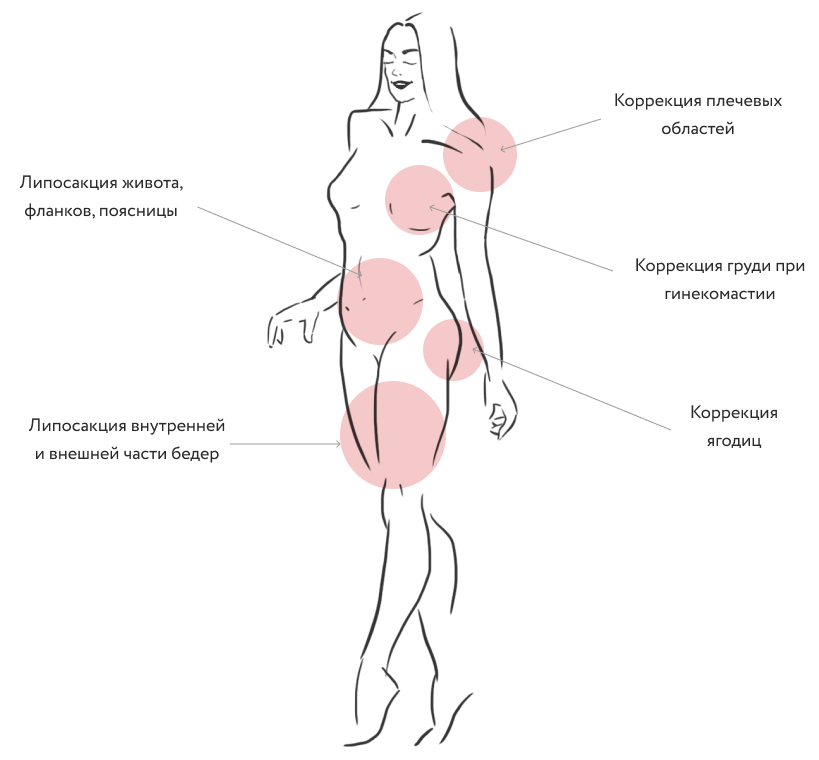 Коррекция плечевых
областей
Липосакция живота,
фланков, поясницы
Коррекция груди при
гинекомастии
Коррекция
ягодиц
Липосакция внутренней
и внешней части бедер